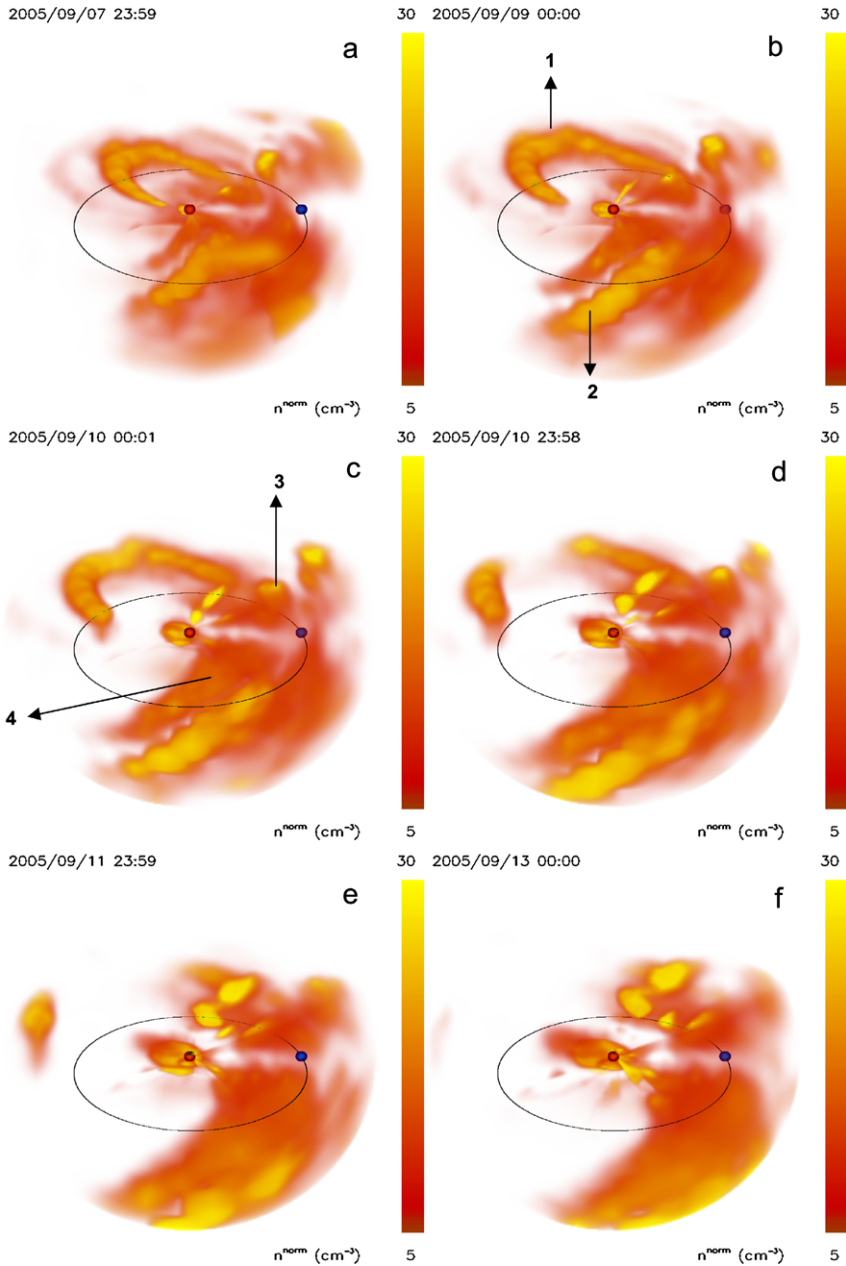 2005/09/07 23:59 30 2005/09/09 00:00 30
a b
1
2
n^norm (cm^-3) 5 n^norm (cm^-3) 5
2005/09/10 00:01 30 2005/09/10 23:58 30
c d
3
4
n^norm (cm^-3) 5 n^norm (cm^-3) 5
2005/09/11 23:59 30 2005/09/13 00:00 30
e f
n^norm (cm^-3) 5 n^norm (cm^-3) 5